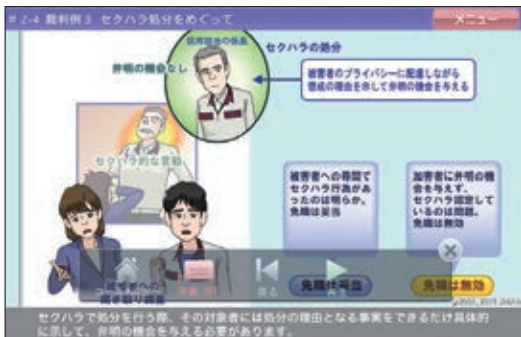 # 2-4 裁判例3 セクハラ処分をめぐって
メニュー
セクハラの処分
弁明の機会なし
被害者のプライバシーに配慮しながら
懲戒の理由を示して弁明の機会を与える
セクハラ的な言動
被害者への尋問で
セクハラ行為があ
ったのは明らか。
免職は妥当
加害者に弁明の機
会を与えず、
セクハラ認定して
いるのは問題。
免職は無効
戻る
免職は妥当
免職は無効
聞き取り調査
セクハラで処分を行う際、その対象者には処分の理由となる事実をできるだけ具体的
に示して、弁明の機会を与える必要があります。